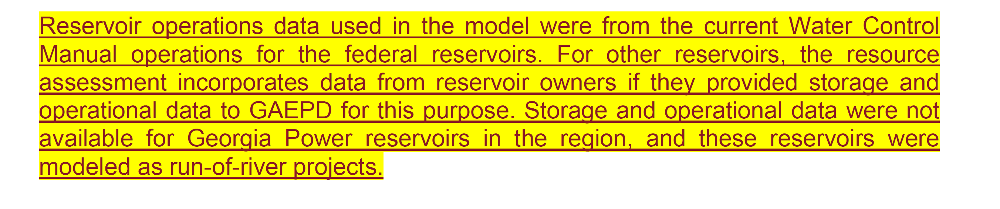 Reservoir operations data used in the model were from the current Water Control
Manual operations for the federal reservoirs. For other reservoirs, the resource
assessment incorporates data from reservoir owners if they provided storage and
operational data to GAEPD for this purpose. Storage and operational data were not
available for Georgia Power reservoirs in the region, and these reservoirs were
modeled as run-of-river projects.